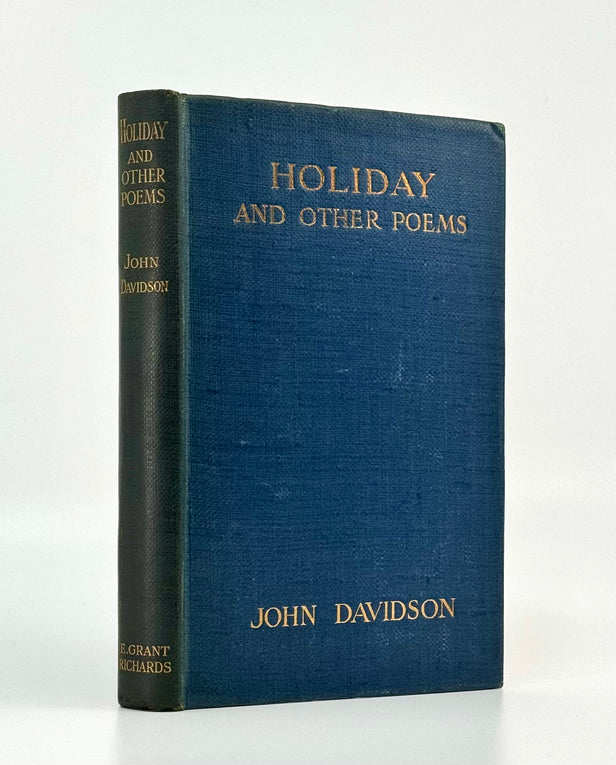 HOLIDAY
AND
OTHER
POEMS
JOHN
DAVIDSON
E. GRANT
RICHARDS
HOLIDAY
AND OTHER POEMS
JOHN DAVIDSON